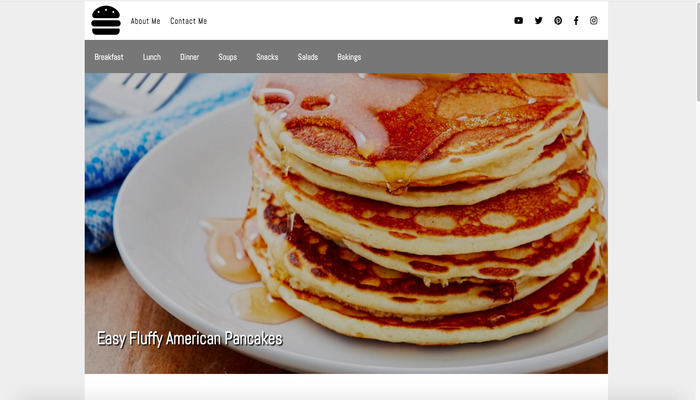 About Me Contact Me
Breakfast Lunch Dinner Soups Snacks Salads Bakings
Easy Fluffy American Pancakes